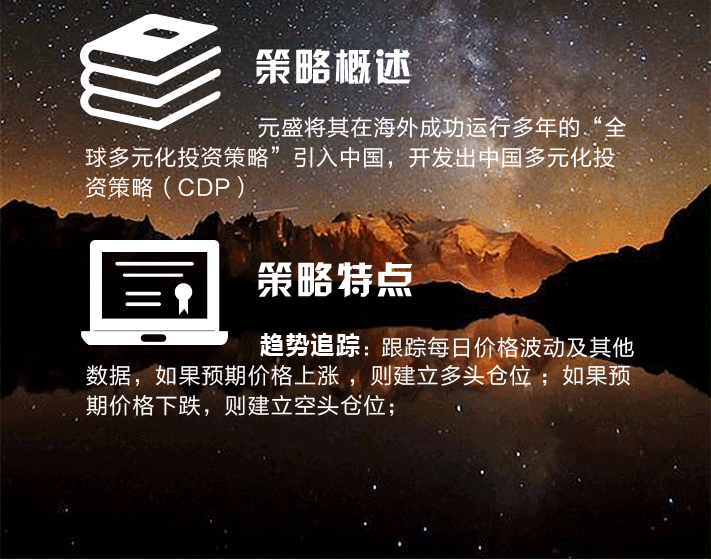 策略概述
元盛将其在海外成功运行多年的“全
球多元化投资策略”引入中国，开发出中国多元化投
资策略（CDP）
策略特点
趋势追踪：跟踪每日价格波动及其他
数据，如果预期价格上涨 ，则建立多头仓位 ；如果预
期价格下跌，则建立空头仓位；